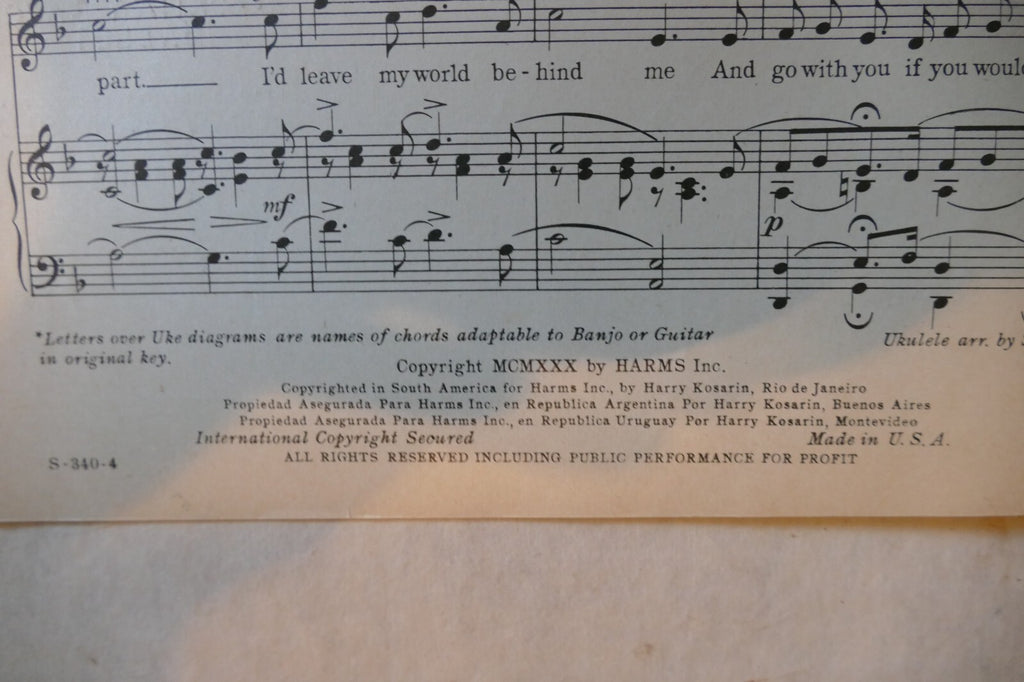 part. I'd leave my world be-hind me And go with you if you would
mf
p
*Letters over Uke diagrams are names of chords adaptable to Banjo or Guitar
in original key.
Ukulele arr. by
Copyright MCMXXX by HARMS Inc.
Copyrighted in South America for Harms Inc., by Harry Kosarin, Rio de Janeiro
Propiedad Asegurada Para Harms Inc., en Republica Argentina Por Harry Kosarin, Buenos Aires
Propiedad Asegurada Para Harms Inc., en Republica Uruguay Por Harry Kosarin, Montevideo
International Copyright Secured Made in U. S. A.
S-340-4
ALL RIGHTS RESERVED INCLUDING PUBLIC PERFORMANCE FOR PROFIT